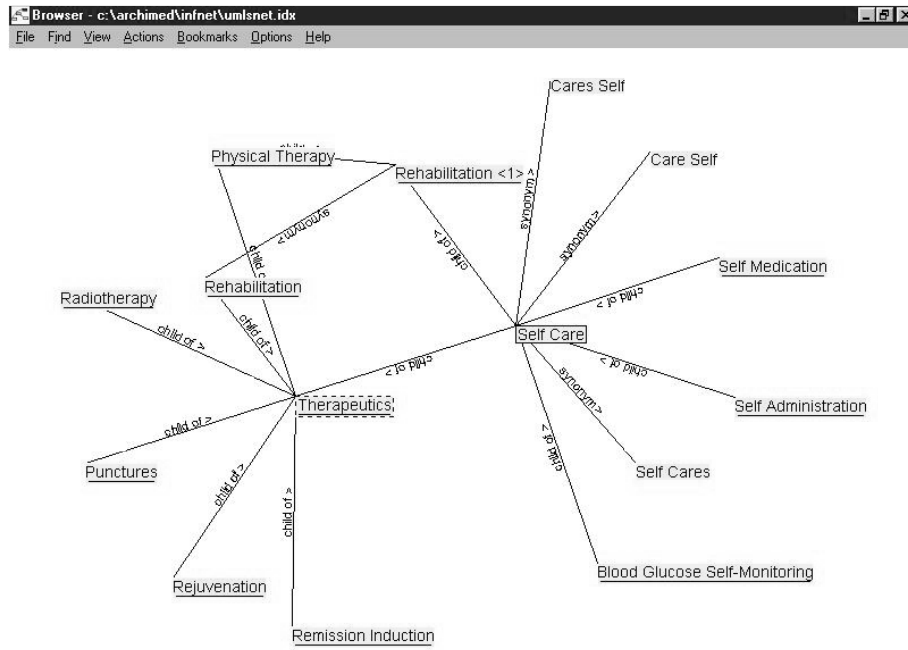 Browser - c:\archimed\infnet\umlsnet.idx
File Find View Actions Bookmarks Options Help
Cares Self
child of >
Physical Therapy
Care Self
Rehabilitation <1>
synonym >
synonym>
synonym>
child of >
child of
Self Medication
Rehabilitation
Radiotherapy
child of >
child of >
child of >
Self Care
child of >
child of >
Therapeutics
synonym>
Self Administration
child of >
child of >
Punctures
Self Cares
child of >
child of >
Blood Glucose Self-Monitoring
Rejuvenation
Remission Induction